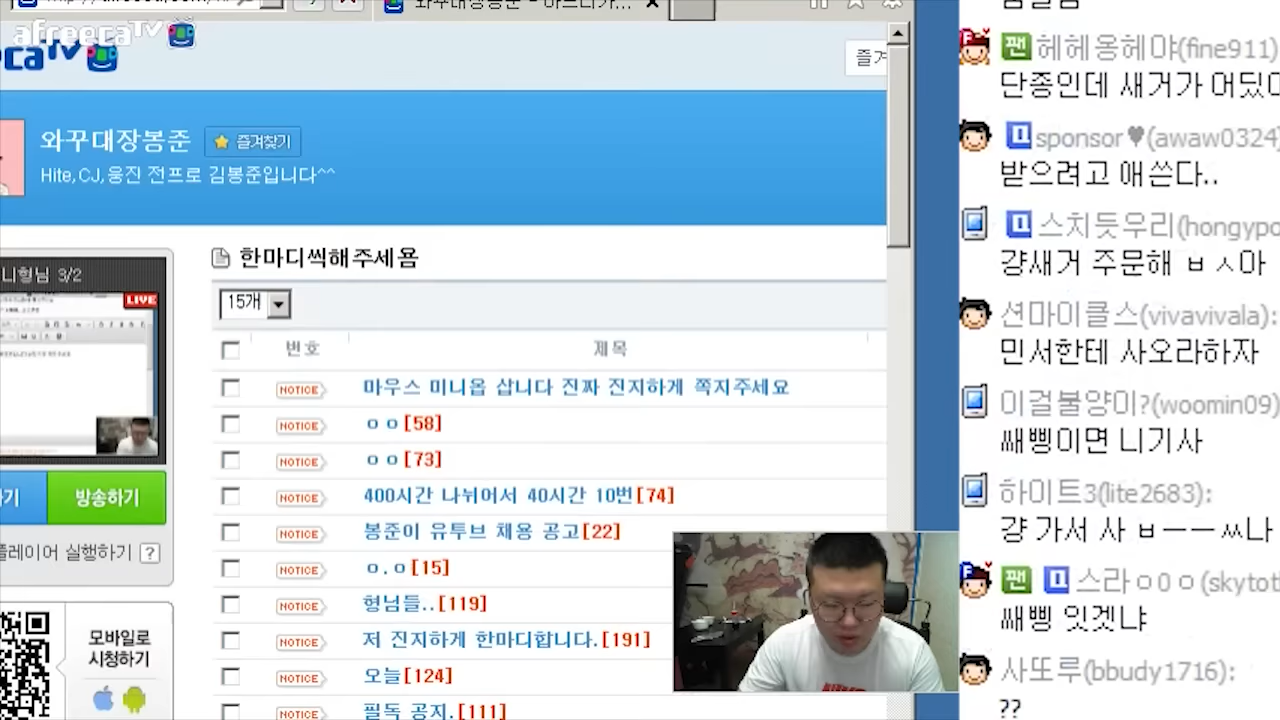 afreecaTV
와꾸대장봉준
즐겨찾기
Hite,CJ,웅진 전프로 김봉준입니다^^
니형님 3/2
LIVE
방송하기
플레이어 실행하기 ?
모바일로
시청하기
한마디씩해주세욤
15개
번호 제목
NOTICE 마우스 미니옵 삽니다 진짜 진지하게 쪽지주세요
NOTICE ㅇㅇ[58]
NOTICE ㅇㅇ[73]
NOTICE 400시간 나뉘어서 40시간 10번[74]
NOTICE 봉준이 유투브 채용 공고[22]
NOTICE ㅇ.ㅇ[15]
NOTICE 형님들..[119]
NOTICE 저 진지하게 한마디합니다.[191]
NOTICE 오늘[124]
NOTICE 필독 공지.[111]
팬 헤헤옹헤야(fine911)
단종인데 새거가 어딨
sponsor♥(awaw0324)
받으려고 애쓴다..
스치듯우리(hongypo
걍새거 주문해 ㅂㅅ아
션마이클스(vivavivala):
민서한테 사오라하자
이걸불양이?(woomin09)
쌔삥이면 니기사
하이트3(lite2683):
걍 가서 사 ㅂㅡㅡㅆ나
팬 스라ㅇ0ㅇ(skytot
쌔삥 잇겟냐
사또루(bbudy1716):
??